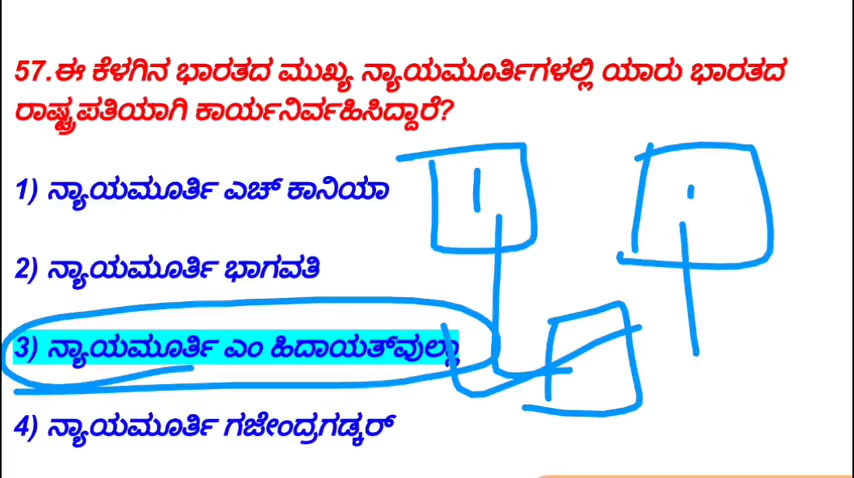 57.ಈ ಕೆಳಗಿನ ಭಾರತದ ಮುಖ್ಯ ನ್ಯಾಯಮೂರ್ತಿಗಳಲ್ಲಿ ಯಾರು ಭಾರತದ
ರಾಷ್ಟ್ರಪತಿಯಾಗಿ ಕಾರ್ಯನಿರ್ವಹಿಸಿದ್ದಾರೆ?
1) ನ್ಯಾಯಮೂರ್ತಿ ಎಚ್ ಕಾನಿಯಾ
2) ನ್ಯಾಯಮೂರ್ತಿ ಭಾಗವತಿ
3) ನ್ಯಾಯಮೂರ್ತಿ ಎಂ ಹಿದಾಯತ್‌ವುಲ್ಲಾ
4) ನ್ಯಾಯಮೂರ್ತಿ ಗಜೇಂದ್ರಗಡ್ಕರ್